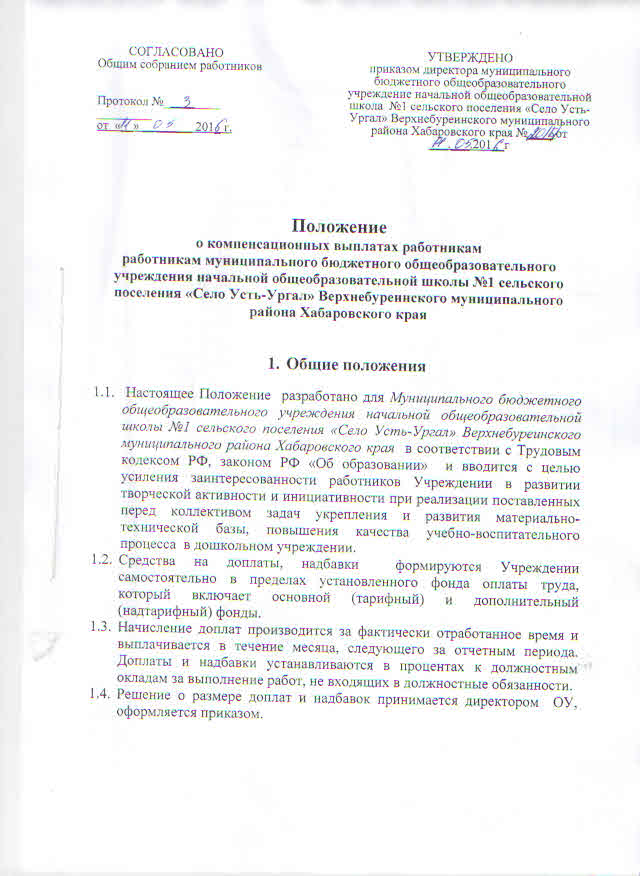 СОГЛАСОВАНО
Общим собранием работников
Протокол № 3
от «11» 03 2016 г.
УТВЕРЖДЕНО
приказом директора муниципального
бюджетного общеобразовательного
учреждение начальной общеобразовательной
школа №1 сельского поселения «Село Усть-
Ургал» Верхнебуреинского муниципального
района Хабаровского края № от
11.03.2016г
Положение
о компенсационных выплатах работникам
работникам муниципального бюджетного общеобразовательного
учреждения начальной общеобразовательной школы №1 сельского
поселения «Село Усть-Ургал» Верхнебуреинского муниципального
района Хабаровского края
1. Общие положения
1.1. Настоящее Положение разработано для Муниципального бюджетного
общеобразовательного учреждения начальной общеобразовательной
школы №1 сельского поселения «Село Усть-Ургал» Верхнебуреинского
муниципального района Хабаровского края в соответствии с Трудовым
кодексом РФ, законом РФ «Об образовании» и вводится с целью
усиления заинтересованности работников Учреждении в развитии
творческой активности и инициативности при реализации поставленных
перед коллективом задач укрепления и развития материально-
технической базы, повышения качества учебно-воспитательного
процесса в дошкольном учреждении.
1.2. Средства на доплаты, надбавки формируются Учреждении
самостоятельно в пределах установленного фонда оплаты труда,
который включает основной (тарифный) и дополнительный
(надтарифный) фонды.
1.3. Начисление доплат производится за фактически отработанное время и
выплачивается в течение месяца, следующего за отчетным периода.
Доплаты и надбавки устанавливаются в процентах к должностным
окладам за выполнение работ, не входящих в должностные обязанности.
1.4. Решение о размере доплат и надбавок принимается директором ОУ,
оформляется приказом.